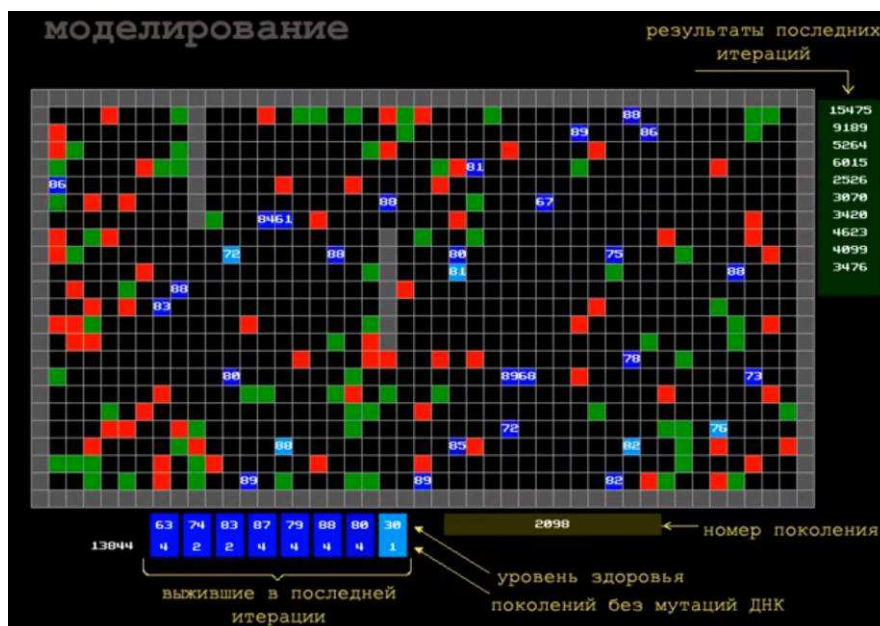 моделирование
результаты последних
итераций
15475
9189
5264
6015
2526
3070
3420
4623
4099
3476
88
89 86
81
86
88 67
8461
72 88 80 75
81 88
88
83
78
80 8968 73
72 76
88 85 82
89 89 82
63 74 83 87 79 88 80 30
13844 4 2 2 4 4 4 4 1
2098
номер поколения
уровень здоровья
поколений без мутаций ДНК
выжившие в последней
итерации